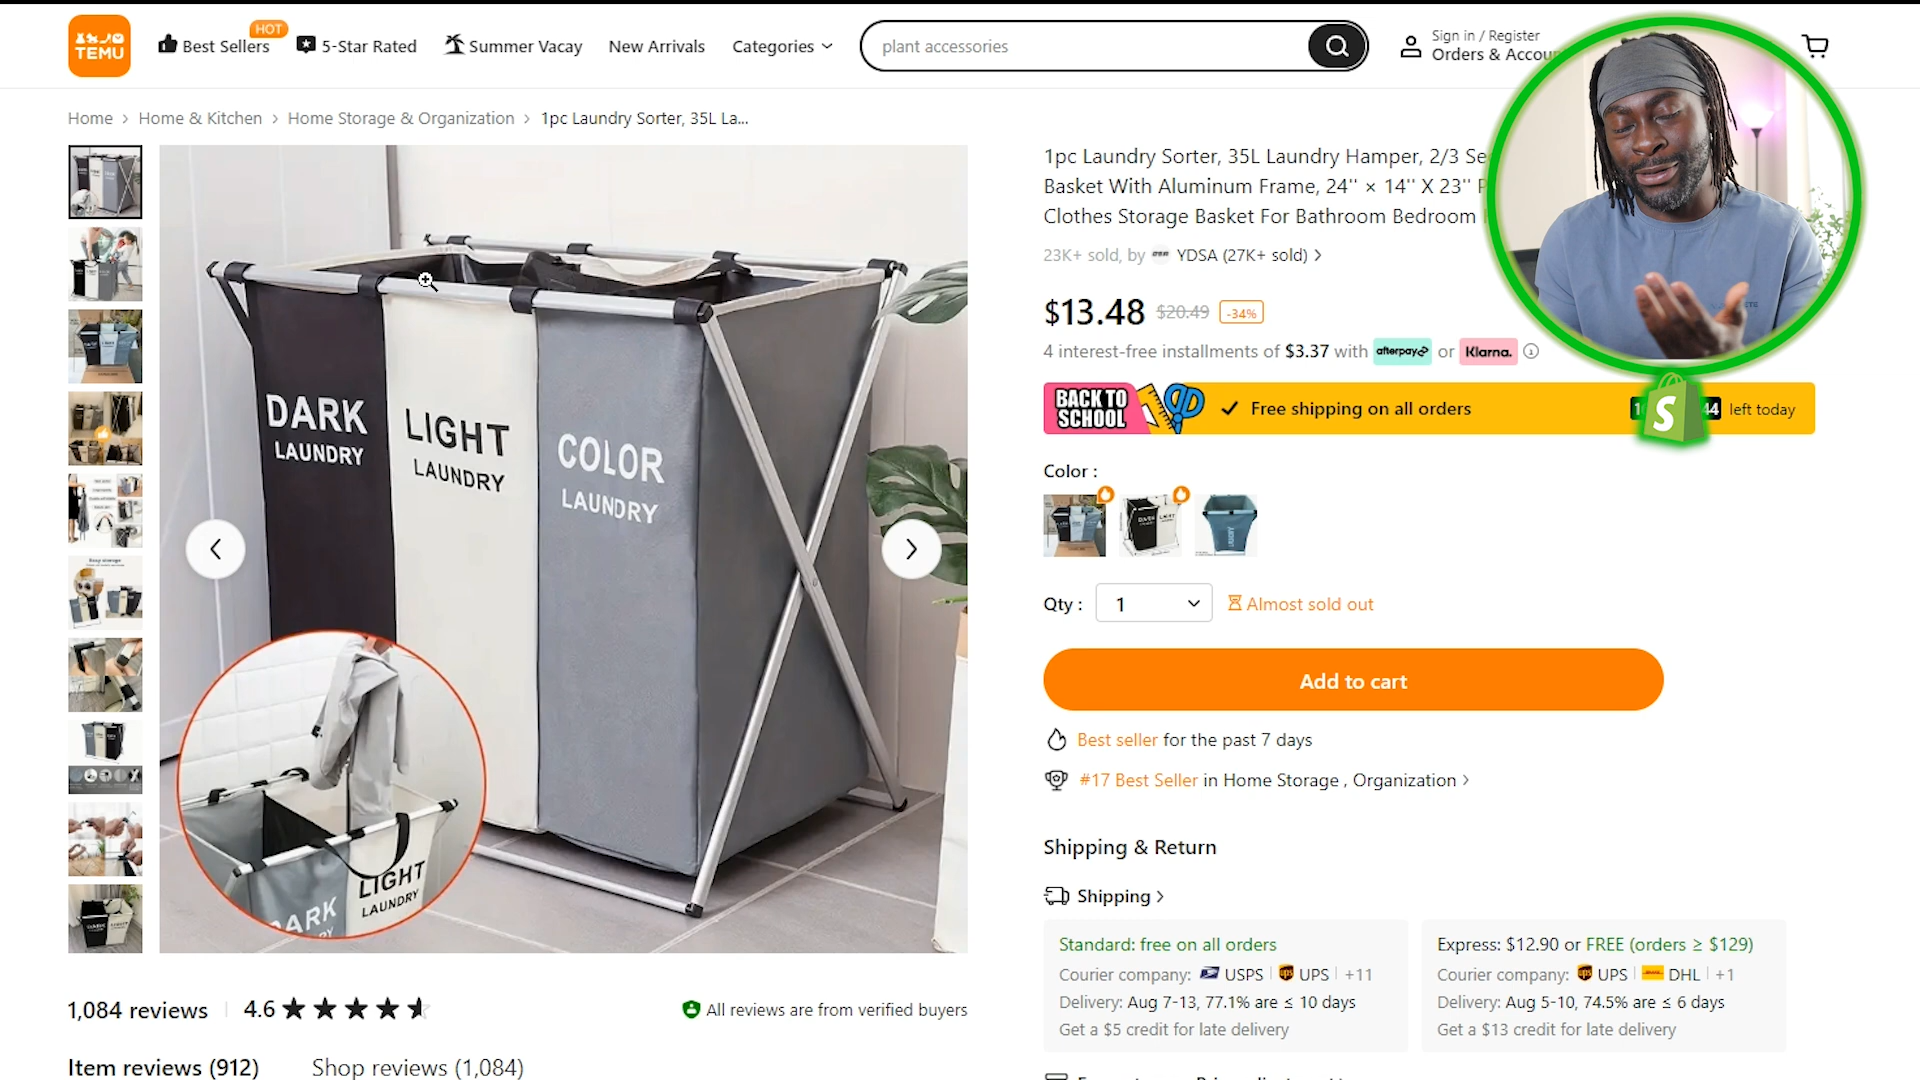 TEMU
Best Sellers
HOT
5-Star Rated
Summer Vacay
New Arrivals
Categories
plant accessories
Sign in / Register
Orders & Accou
Home > Home & Kitchen > Home Storage & Organization > 1pc Laundry Sorter, 35L La...
DARK
LAUNDRY
LIGHT
LAUNDRY
COLOR
LAUNDRY
LIGHT
LAUNDRY
DARK
1pc Laundry Sorter, 35L Laundry Hamper, 2/3 Se
Basket With Aluminum Frame, 24'' × 14'' X 23''
Clothes Storage Basket For Bathroom Bedroom
23K+ sold, by YDSA (27K+ sold) >
$13.48 $20.49 -34%
4 interest-free installments of $3.37 with afterpay or Klarna.
BACK TO
SCHOOL
Free shipping on all orders
44 left today
Color :
Qty : 1 Almost sold out
Add to cart
Best seller for the past 7 days
#17 Best Seller in Home Storage , Organization >
Shipping & Return
Shipping >
Standard: free on all orders
Courier company: USPS | UPS | +11
Delivery: Aug 7-13, 77.1% are ≤ 10 days
Get a $5 credit for late delivery
Express: $12.90 or FREE (orders ≥ $129)
Courier company: UPS | DHL | +1
Delivery: Aug 5-10, 74.5% are ≤ 6 days
Get a $13 credit for late delivery
1,084 reviews | 4.6
All reviews are from verified buyers
Item reviews (912)
Shop reviews (1,084)